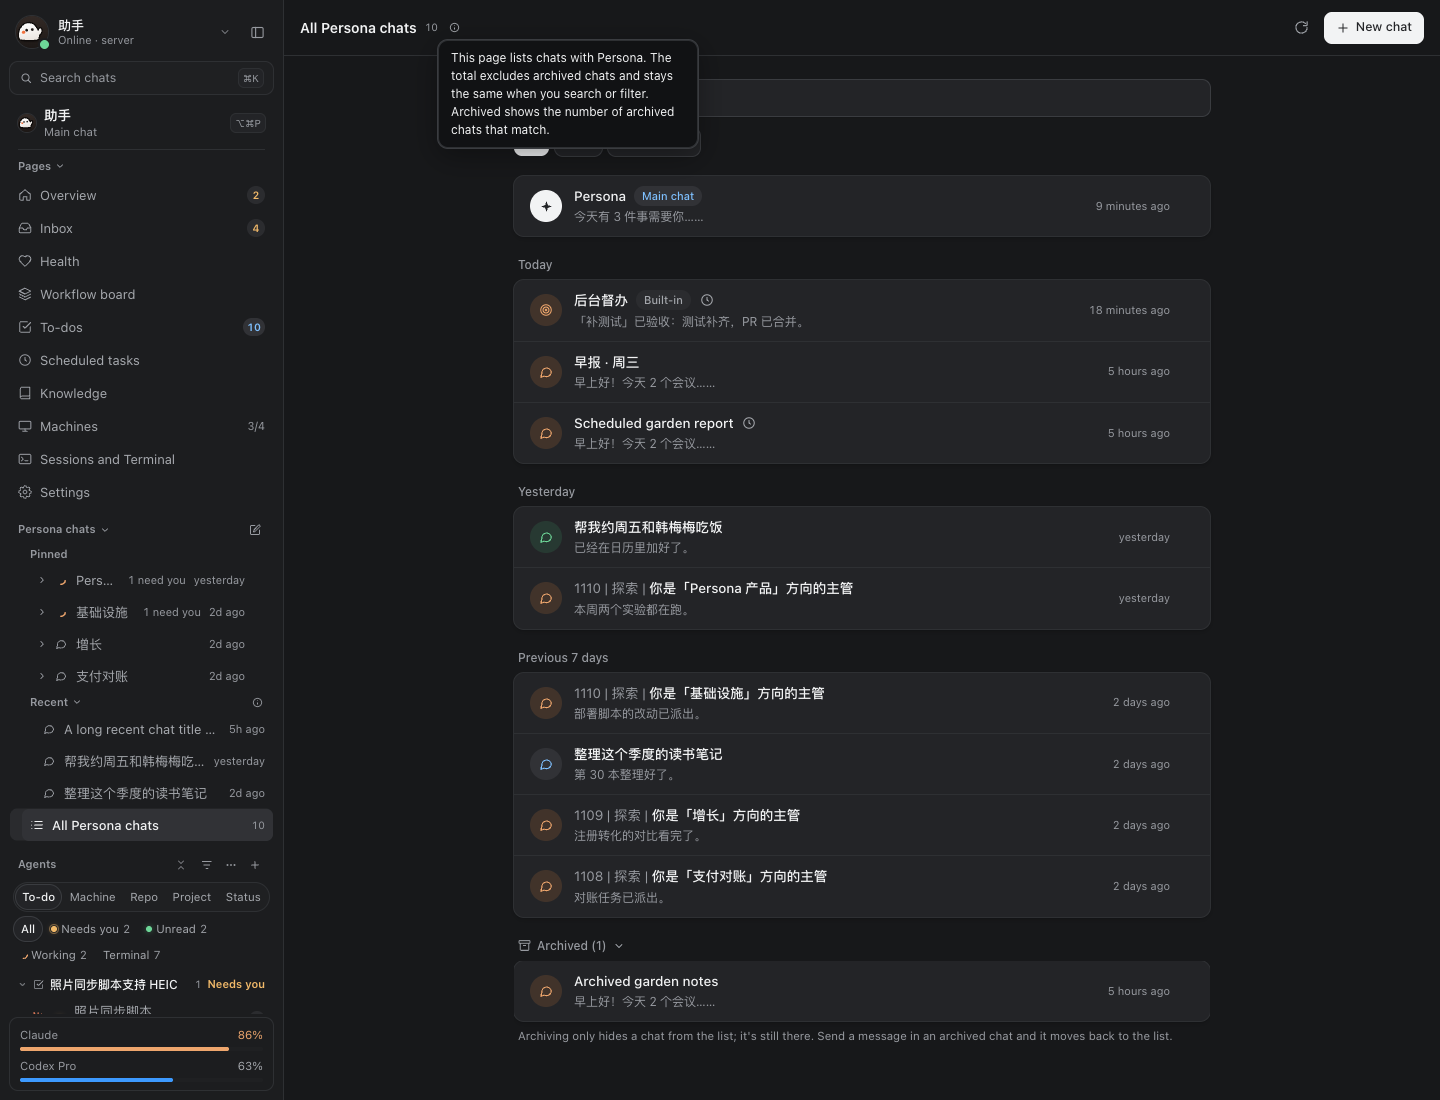 助手
Online · server
Search chats
⌘K
助手
Main chat
⌥⌘P
Pages
Overview
2
Inbox
4
Health
Workflow board
To-dos
10
Scheduled tasks
Knowledge
Machines
3/4
Sessions and Terminal
Settings
Persona chats
Pinned
Pers... 1 need you yesterday
基础设施 1 need you 2d ago
增长 2d ago
支付对账 2d ago
Recent
A long recent chat title ... 5h ago
帮我约周五和韩梅梅吃... yesterday
整理这个季度的读书笔记 2d ago
All Persona chats 10
Agents
To-do Machine Repo Project Status
All Needs you 2 Unread 2
Working 2 Terminal 7
照片同步脚本支持 HEIC 1 Needs you
照片同步脚本
Claude 86%
Codex Pro 63%
All Persona chats 10
New chat
This page lists chats with Persona. The
total excludes archived chats and stays
the same when you search or filter.
Archived shows the number of archived
chats that match.
Persona Main chat
今天有 3 件事需要你……
9 minutes ago
Today
后台督办 Built-in
「补测试」已验收：测试补齐，PR 已合并。
18 minutes ago
早报 · 周三
早上好！今天 2 个会议……
5 hours ago
Scheduled garden report
早上好！今天 2 个会议……
5 hours ago
Yesterday
帮我约周五和韩梅梅吃饭
已经在日历里加好了。
yesterday
1110 | 探索 | 你是「Persona 产品」方向的主管
本周两个实验都在跑。
yesterday
Previous 7 days
1110 | 探索 | 你是「基础设施」方向的主管
部署脚本的改动已派出。
2 days ago
整理这个季度的读书笔记
第 30 本整理好了。
2 days ago
1109 | 探索 | 你是「增长」方向的主管
注册转化的对比看完了。
2 days ago
1108 | 探索 | 你是「支付对账」方向的主管
对账任务已派出。
2 days ago
Archived (1)
Archived garden notes
早上好！今天 2 个会议……
5 hours ago
Archiving only hides a chat from the list; it's still there. Send a message in an archived chat and it moves back to the list.